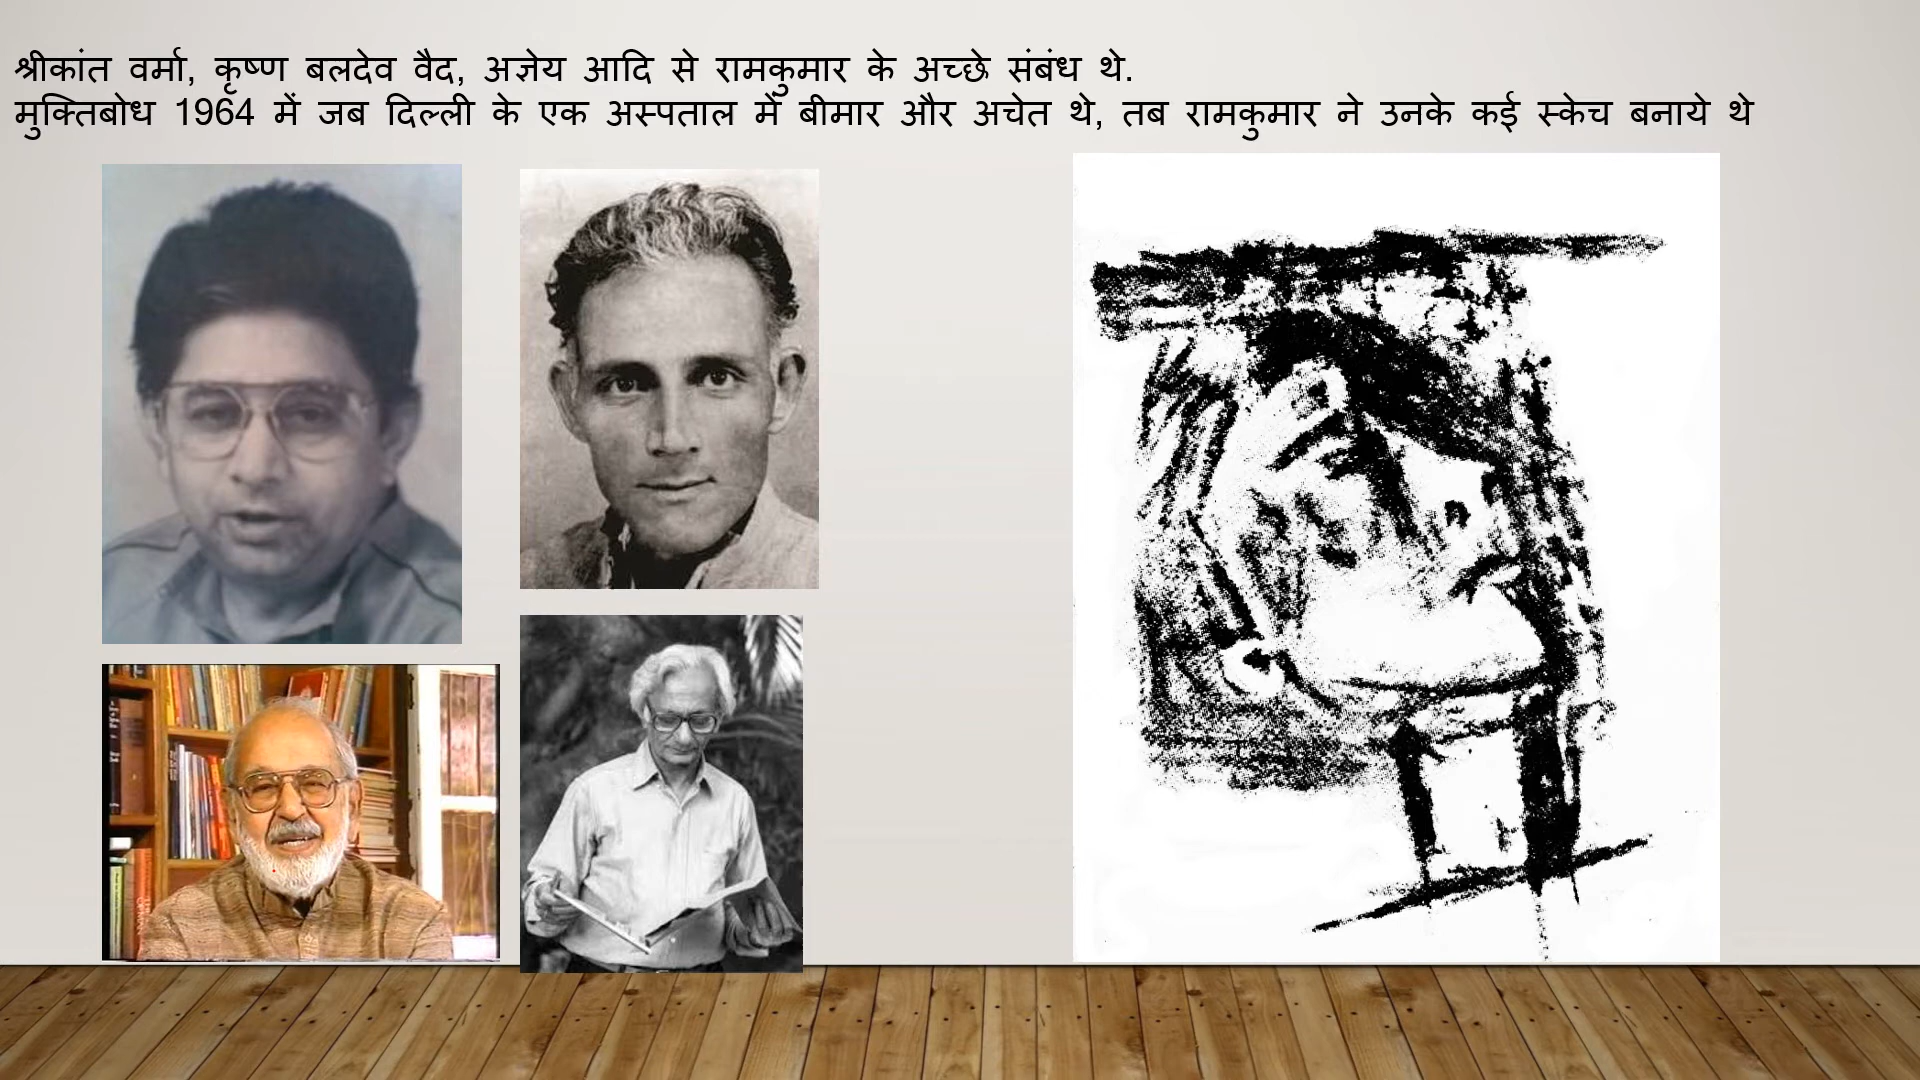 श्रीकांत वर्मा, कृष्ण बलदेव वैद, अज्ञेय आदि से रामकुमार के अच्छे संबंध थे.
मुक्तिबोध 1964 में जब दिल्ली के एक अस्पताल में बीमार और अचेत थे, तब रामकुमार ने उनके कई स्केच बनाये थे